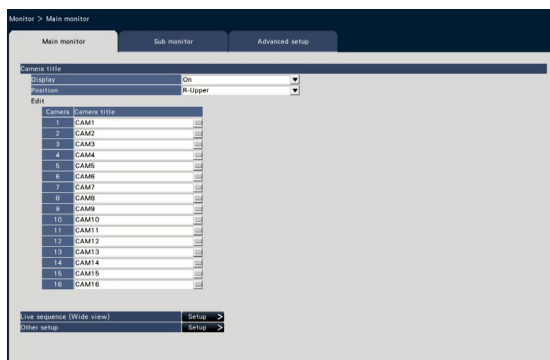 Monitor > Main monitor
Main monitor Sub monitor Advanced setup
Camera title
Display On
Position R-Upper
Edit
Camera Camera title
1 CAM1
2 CAM2
3 CAM3
4 CAM4
5 CAM5
6 CAM6
7 CAM7
8 CAM8
9 CAM9
10 CAM10
11 CAM11
12 CAM12
13 CAM13
14 CAM14
15 CAM15
16 CAM16
Live sequence (Wide view) Setup >
Other setup Setup >